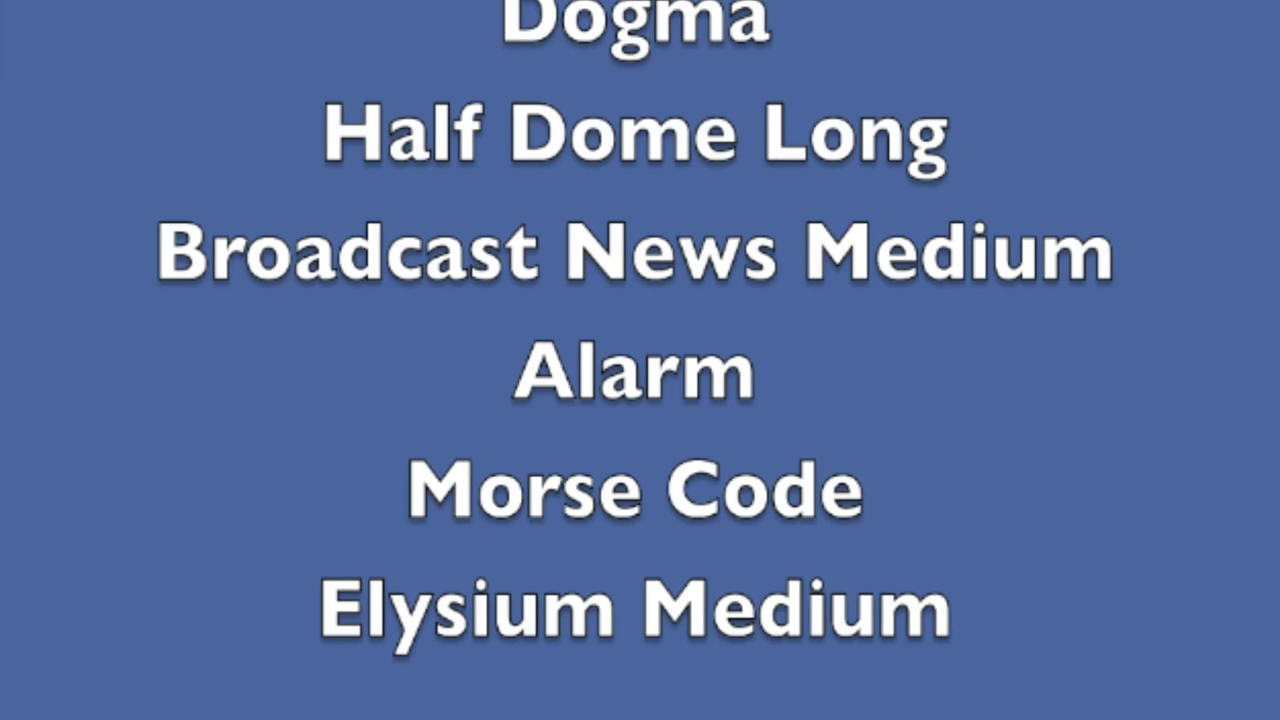 Dogma
Half Dome Long
Broadcast News Medium
Alarm
Morse Code
Elysium Medium